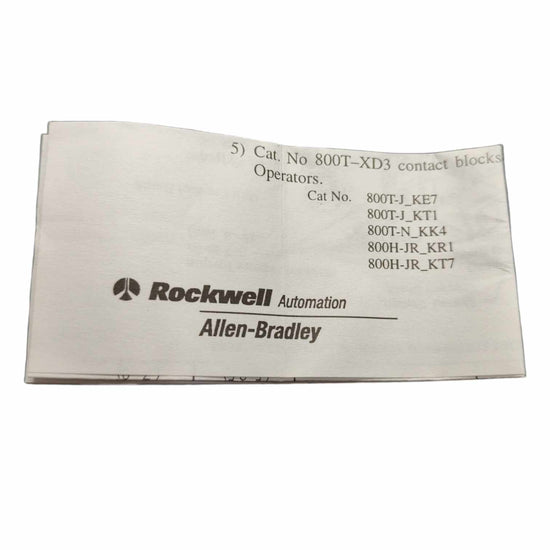 5) Cat. No 800T–XD3 contact blocks
Operators.
Cat No. 800T-J_KE7
800T-J_KT1
800T-N_KK4
800H-JR_KR1
800H-JR_KT7
Rockwell Automation
Allen-Bradley